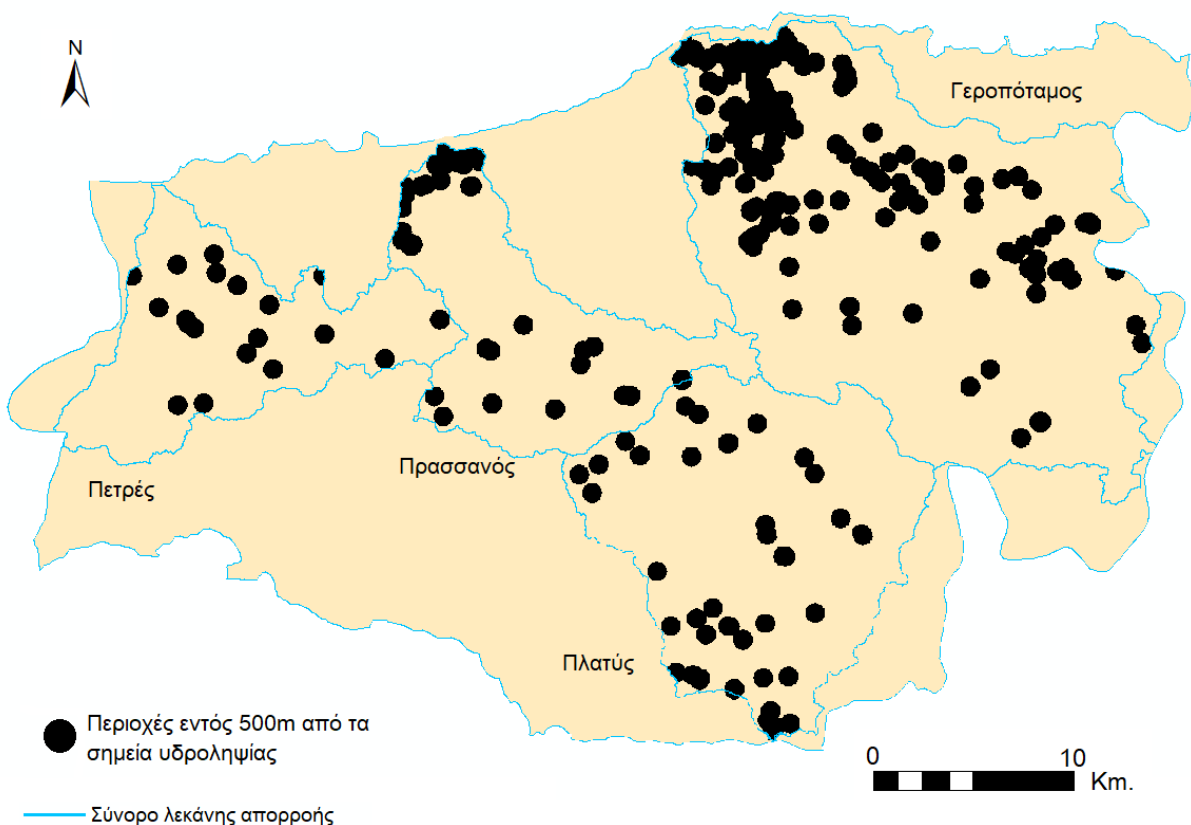 N
Γεροπόταμος
Πρασσανός
Πετρές
Πλατύς
Περιοχές εντός 500m από τα
σημεία υδροληψίας
0 10
Km.
Σύνορο λεκάνης απορροής